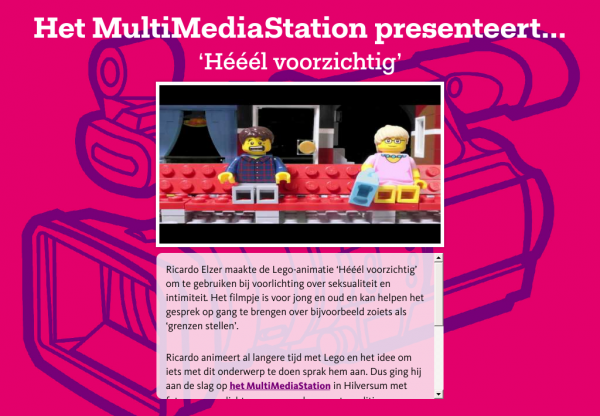 Het MultiMediaStation presenteert...
‘Hééél voorzichtig’
Ricardo Elzer maakte de Lego-animatie ‘Hééél voorzichtig’
om te gebruiken bij voorlichting over seksualiteit en
intimiteit. Het filmpje is voor jong en oud en kan helpen het
gesprek op gang te brengen over bijvoorbeeld zoiets als
‘grenzen stellen’.
Ricardo animeert al langere tijd met Lego en het idee om
iets met dit onderwerp te doen sprak hem aan. Dus ging hij
aan de slag op het MultiMediaStation in Hilversum met